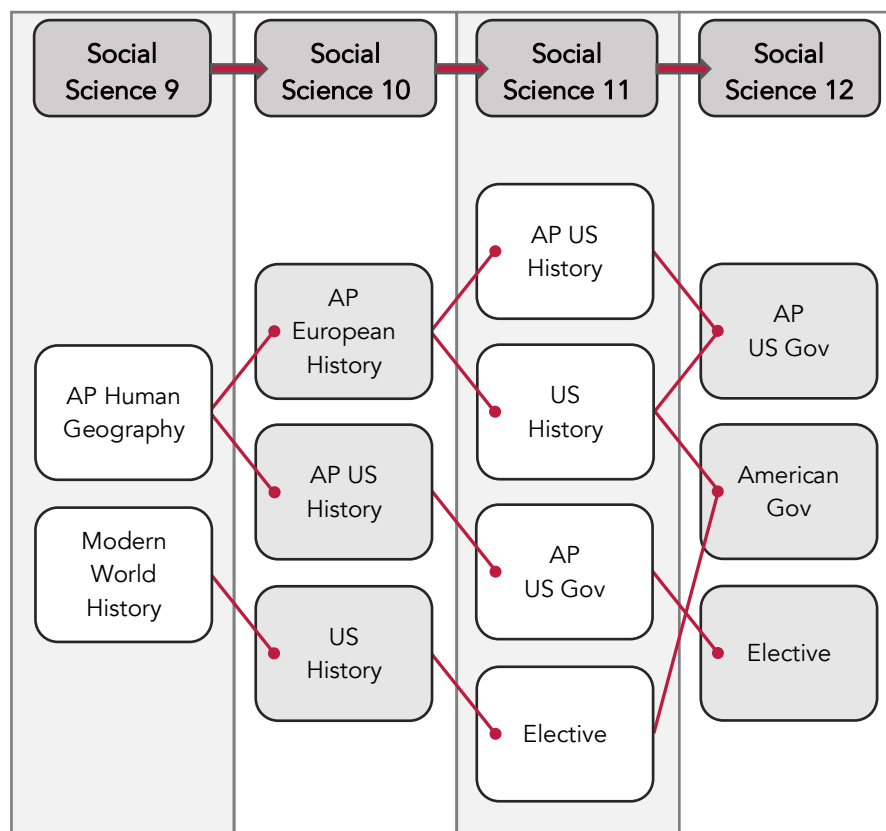 Social
Science 9
Social
Science 10
Social
Science 11
Social
Science 12
AP Human
Geography
Modern
World
History
AP
European
History
AP US
History
US
History
AP US
History
US
History
AP
US Gov
Elective
AP
US Gov
American
Gov
Elective